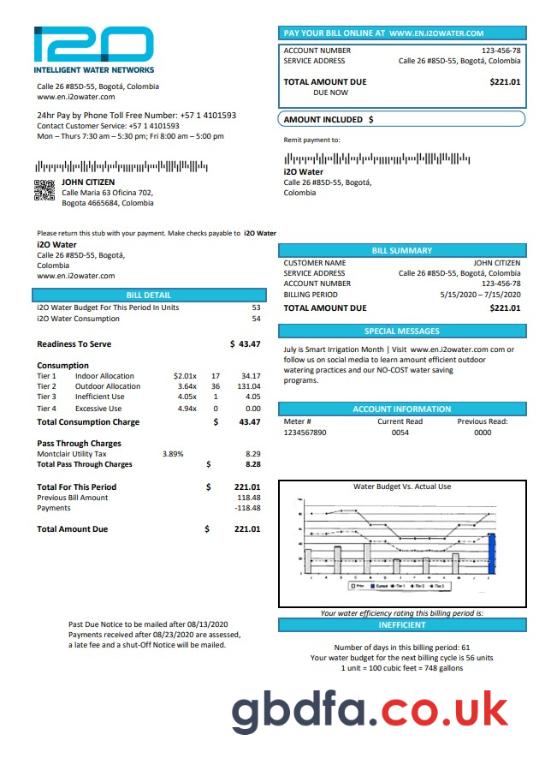 i2O
INTELLIGENT WATER NETWORKS
Calle 26 #85D-55, Bogotá, Colombia
www.en.i2owater.com
24hr Pay by Phone Toll Free Number: +57 1 4101593
Contact Customer Service: +57 1 4101593
Mon – Thurs 7:30 am – 5:30 pm; Fri 8:00 am – 5:00 pm
JOHN CITIZEN
Calle Maria 63 Oficina 702,
Bogota 4665684, Colombia
PAY YOUR BILL ONLINE AT WWW.EN.I2OWATER.COM
ACCOUNT NUMBER 123-456-78
SERVICE ADDRESS Calle 26 #85D-55, Bogotá, Colombia
TOTAL AMOUNT DUE $221.01
DUE NOW
AMOUNT INCLUDED $
Remit payment to:
i2O Water
Calle 26 #85D-55, Bogotá,
Colombia
Please return this stub with your payment. Make checks payable to i2O Water
i2O Water
Calle 26 #85D-55, Bogotá,
Colombia
www.en.i2owater.com
BILL DETAIL
i2O Water Budget For This Period In Units 53
i2O Water Consumption 54
Readiness To Serve $ 43.47
Consumption
Tier 1 Indoor Allocation $2.01x 17 34.17
Tier 2 Outdoor Allocation 3.64x 36 131.04
Tier 3 Inefficient Use 4.05x 1 4.05
Tier 4 Excessive Use 4.94x 0 0.00
Total Consumption Charge $ 43.47
Pass Through Charges
Montclair Utility Tax 3.89% 8.29
Total Pass Through Charges $ 8.28
Total For This Period $ 221.01
Previous Bill Amount 118.48
Payments -118.48
Total Amount Due $ 221.01
Past Due Notice to be mailed after 08/13/2020
Payments received after 08/23/2020 are assessed,
a late fee and a shut-Off Notice will be mailed.
BILL SUMMARY
CUSTOMER NAME JOHN CITIZEN
SERVICE ADDRESS Calle 26 #85D-55, Bogotá, Colombia
ACCOUNT NUMBER 123-456-78
BILLING PERIOD 5/15/2020 – 7/15/2020
TOTAL AMOUNT DUE $221.01
SPECIAL MESSAGES
July is Smart Irrigation Month | Visit www.en.i2owater.com com or
follow us on social media to learn amount efficient outdoor
watering practices and our NO-COST water saving
programs.
ACCOUNT INFORMATION
Meter # Current Read Previous Read:
1234567890 0054 0000
Water Budget Vs. Actual Use
Your water efficiency rating this billing period is:
INEFFICIENT
Number of days in this billing period: 61
Your water budget for the next billing cycle is 56 units
1 unit = 100 cubic feet = 748 gallons
gbdfa.co.uk